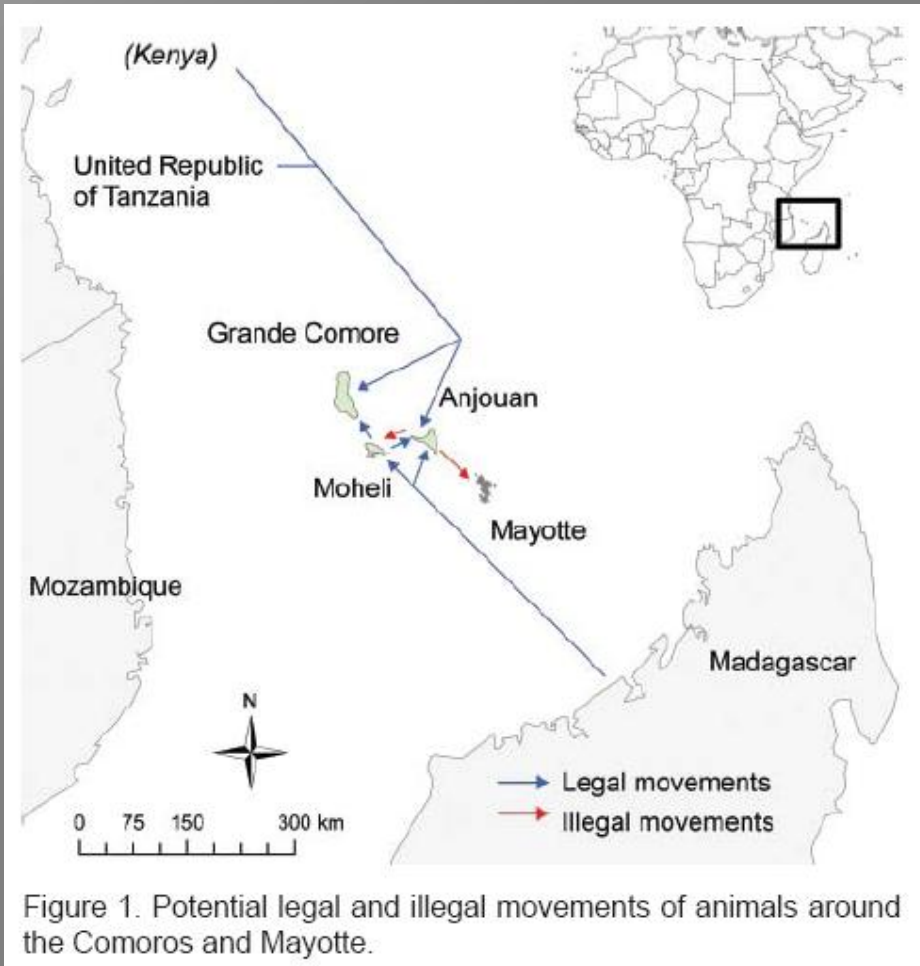 (Kenya)
United Republic
of Tanzania
Grande Comore
Anjouan
Moheli
Mayotte
Mozambique
Madagascar
N
0 75 150 300 km
Legal movements
Illegal movements
Figure 1. Potential legal and illegal movements of animals around
the Comoros and Mayotte.